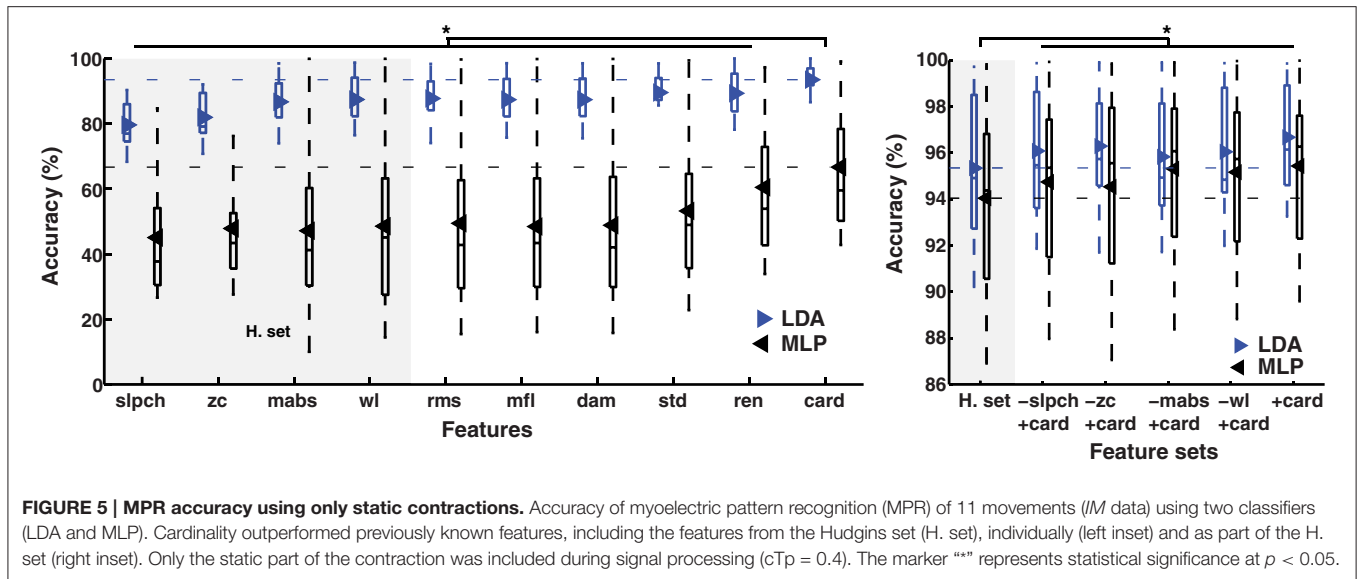 *
100
80
60
40
20
0
Accuracy (%)
H. set
LDA
MLP
slpch zc mabs wl rms mfl dam std ren card
Features
*
100
98
96
94
92
90
88
86
Accuracy (%)
LDA
MLP
H. set −slpch −zc −mabs −wl +card
+card +card +card +card
Feature sets
FIGURE 5 | MPR accuracy using only static contractions. Accuracy of myoelectric pattern recognition (MPR) of 11 movements (IM data) using two classifiers
(LDA and MLP). Cardinality outperformed previously known features, including the features from the Hudgins set (H. set), individually (left inset) and as part of the H.
set (right inset). Only the static part of the contraction was included during signal processing (cTp = 0.4). The marker “*” represents statistical significance at p < 0.05.